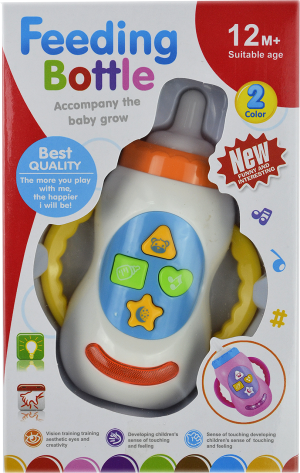 Feeding
Bottle
Accompany the
baby grow
12M+
Suitable age
2
Color
Best
QUALITY
The more you play
with me,
the happier
i will be!
New
FUNNY AND
INTERESTING
Vision training training
aesthetic eyes and
creativity
Developing children's
sense of touching
and feeling
Sense of touching developing
children's sense of touching
and feeling